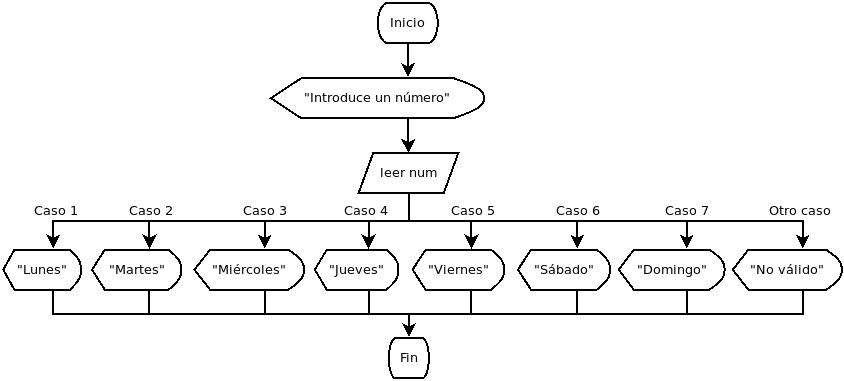 Inicio
"Introduce un número"
leer num
Caso 1 Caso 2 Caso 3 Caso 4 Caso 5 Caso 6 Caso 7 Otro caso
"Lunes" "Martes" "Miércoles" "Jueves" "Viernes" "Sábado" "Domingo" "No válido"
Fin